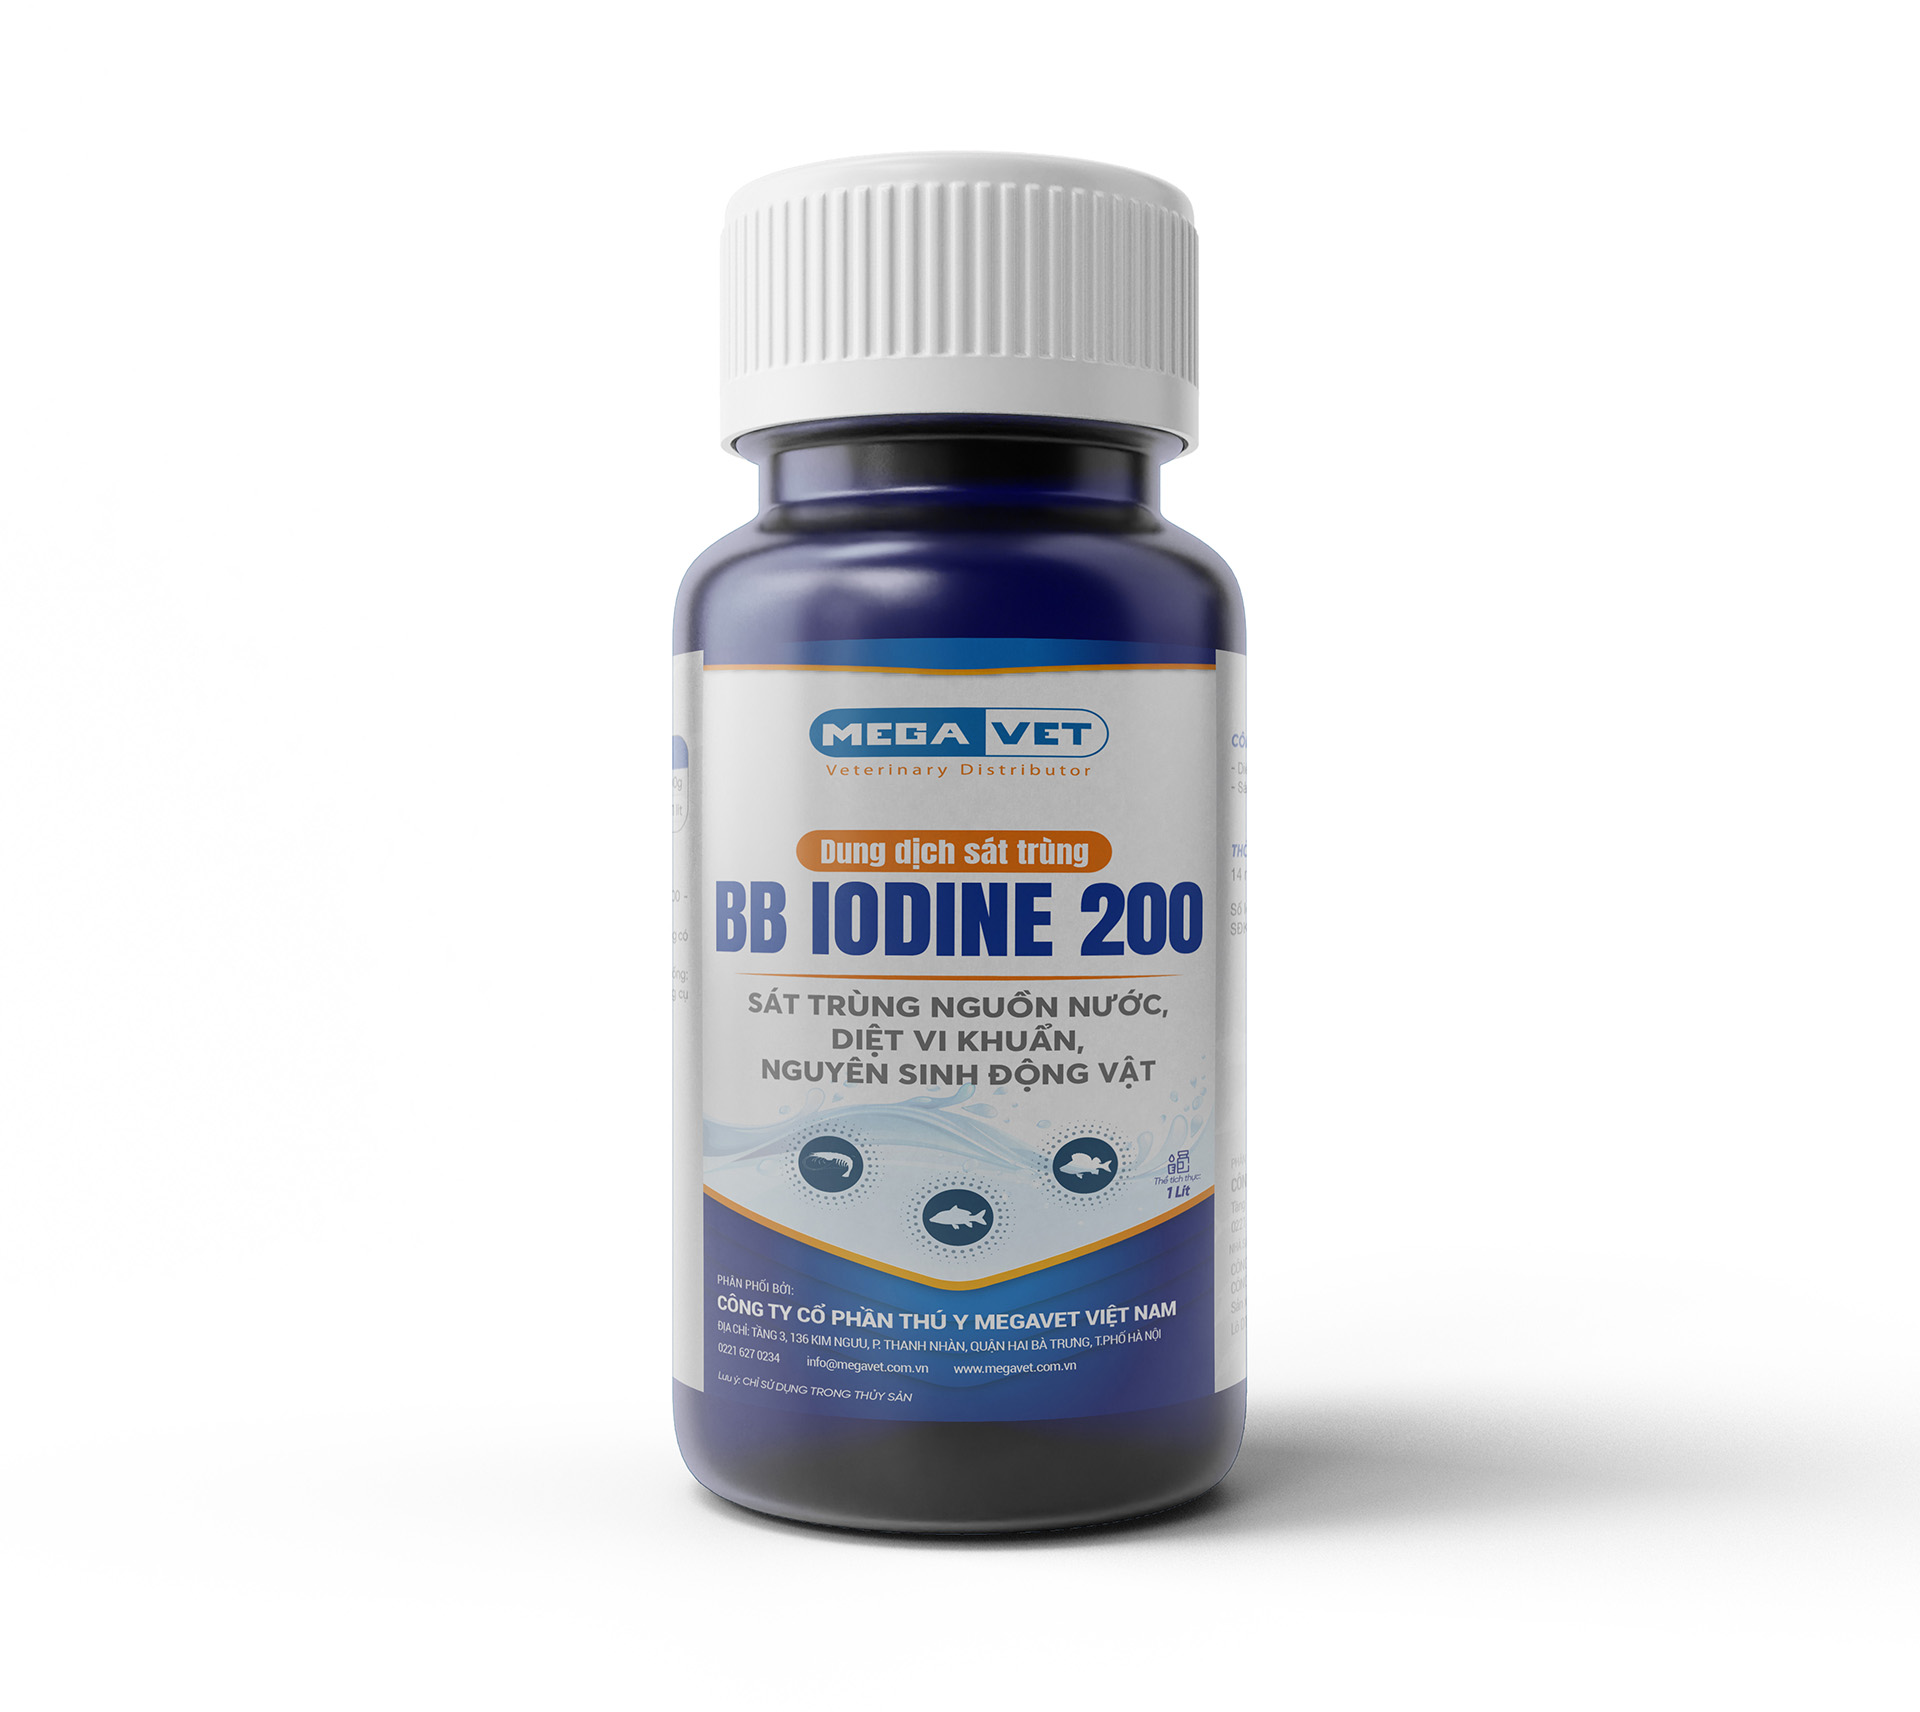 MEGA VET
Veterinary Distributor
Dung dịch sát trùng
BB IODINE 200
SÁT TRÙNG NGUỒN NƯỚC,
DIỆT VI KHUẨN,
NGUYÊN SINH ĐỘNG VẬT
Thể tích thực:
1 Lít
PHÂN PHỐI BỞI:
CÔNG TY CỔ PHẦN THÚ Y MEGAVET VIỆT NAM
ĐỊA CHỈ: TẦNG 3, 136 KIM NGƯU, P. THANH NHÀN, QUẬN HAI BÀ TRƯNG, T.PHỐ HÀ NỘI
0221 627 0234 info@megavet.com.vn www.megavet.com.vn
Lưu ý: CHỈ SỬ DỤNG TRONG THỦY SẢN